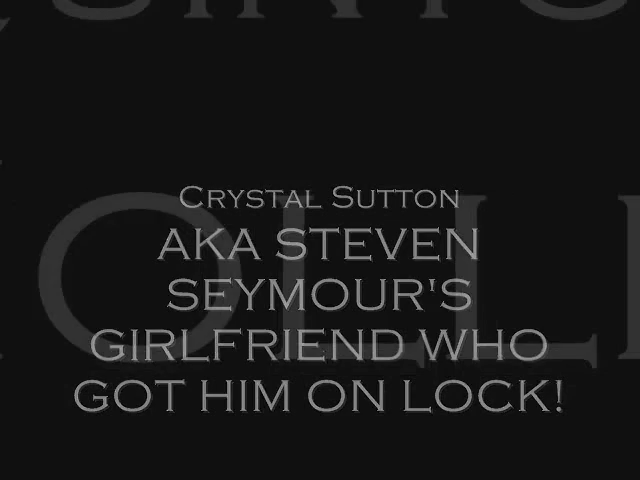 Crystal Sutton
AKA STEVEN
SEYMOUR'S
GIRLFRIEND WHO
GOT HIM ON LOCK!